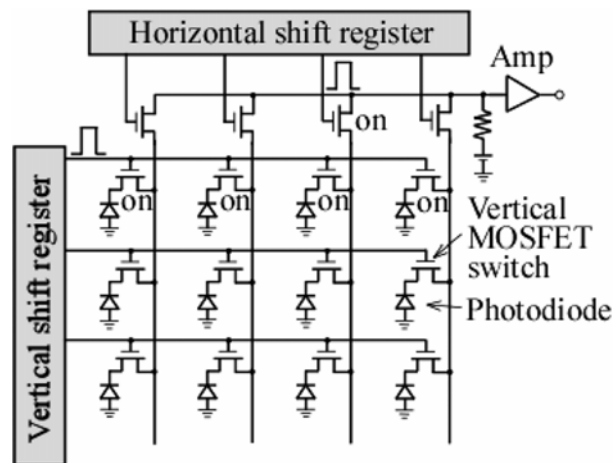 Horizontal shift register
Amp
on
on
on
on
on
Vertical
MOSFET
switch
Photodiode
Vertical shift register